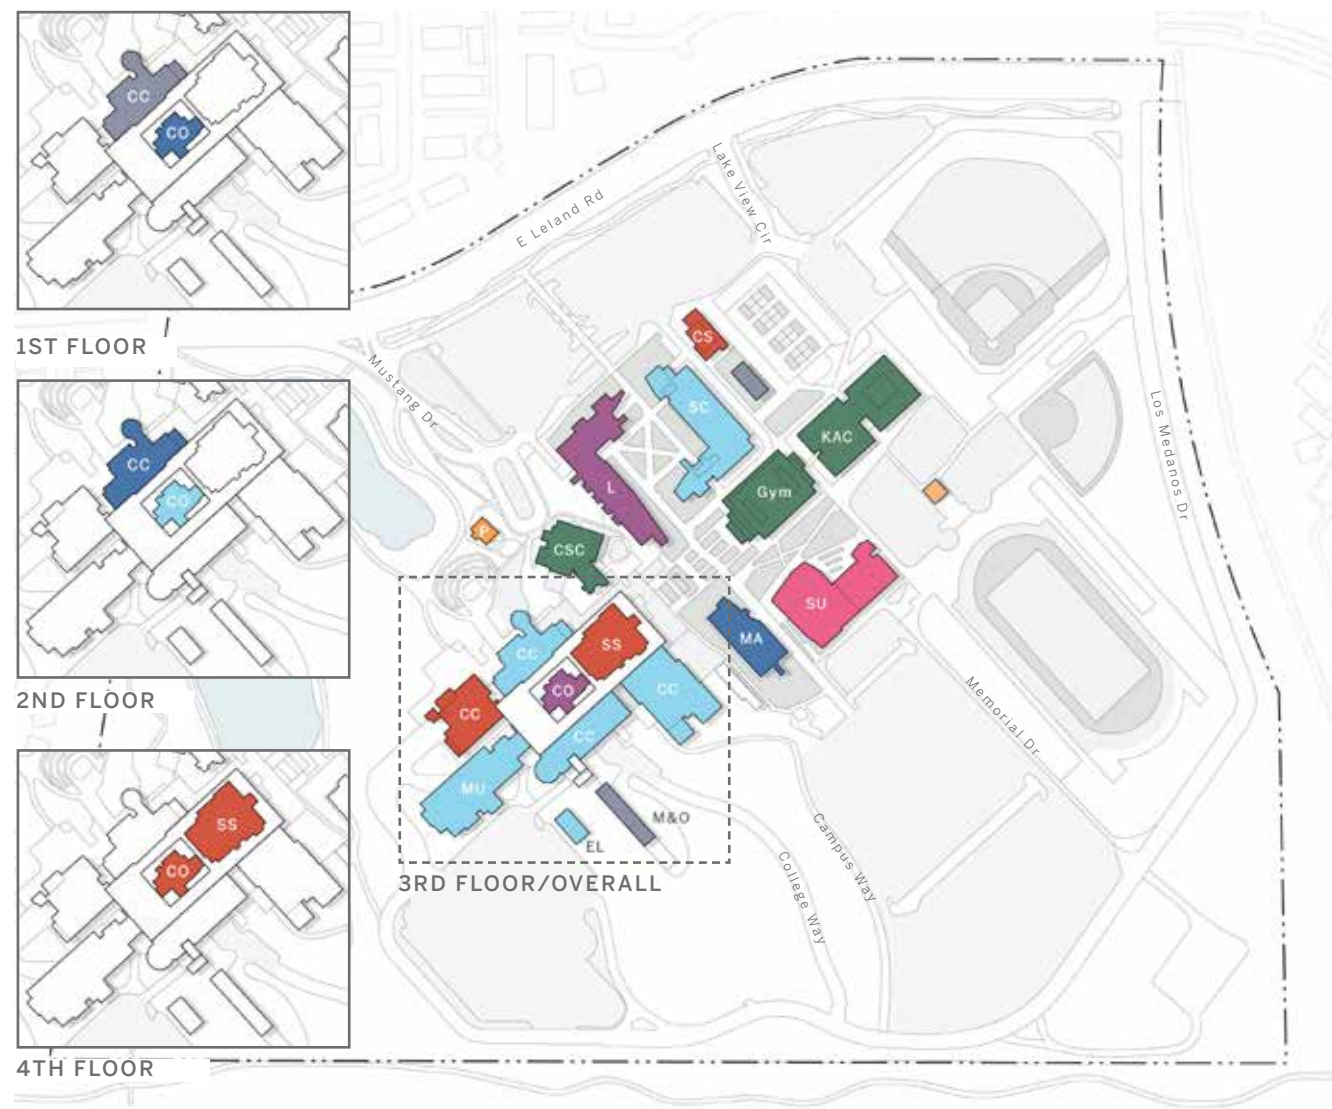 CC
CO
1ST FLOOR
CC
CO
2ND FLOOR
SS
CO
4TH FLOOR
E Leland Rd
Lake View Cir
Mustang Dr
Los Medanos Dr
CS
SC
KAC
L
Gym
P
CSC
SU
MA
SS
CC
CO
CC
CC
CC
MU
M&O
EL
3RD FLOOR/OVERALL
Memorial Dr
Campus Way
College Way